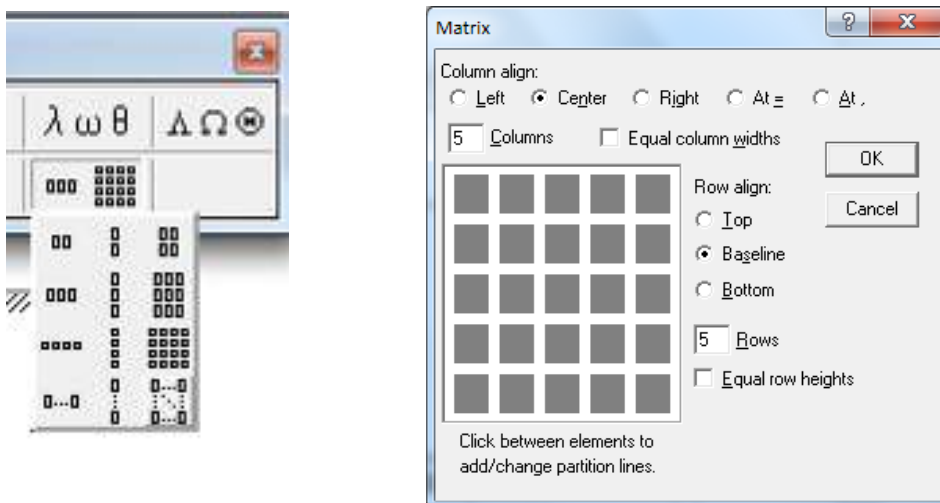 λ ω θ Λ Ω Θ
Matrix
Column align:
Left Center Right At = At ,
5 Columns Equal column widths
OK
Row align:
Cancel
Top
Baseline
Bottom
5 Rows
Equal row heights
Click between elements to
add/change partition lines.